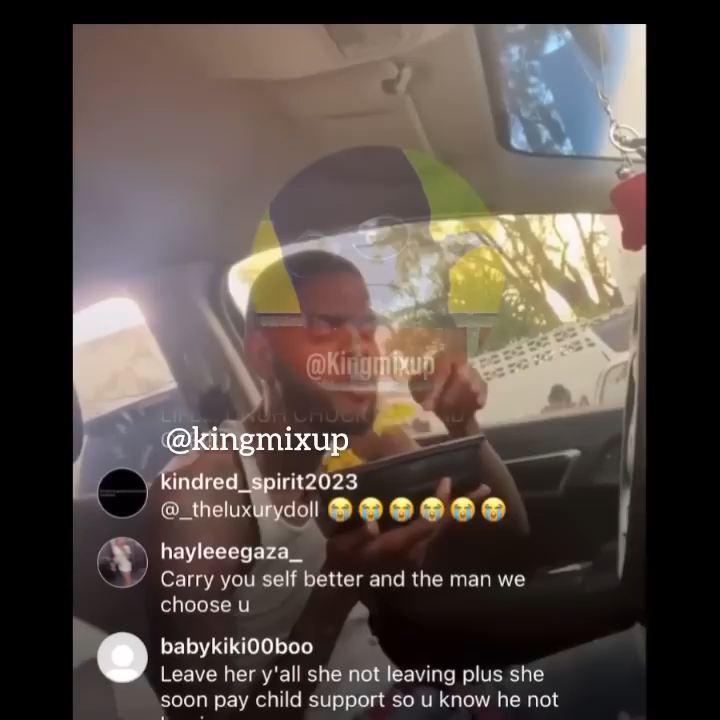 @Kingmixup
@kingmixup
kindred_spirit2023
@_theluxurydoll 😭😭😭😭😭😭
hayleeegaza_
Carry you self better and the man we
choose u
babykiki00boo
Leave her y'all she not leaving plus she
soon pay child support so u know he not